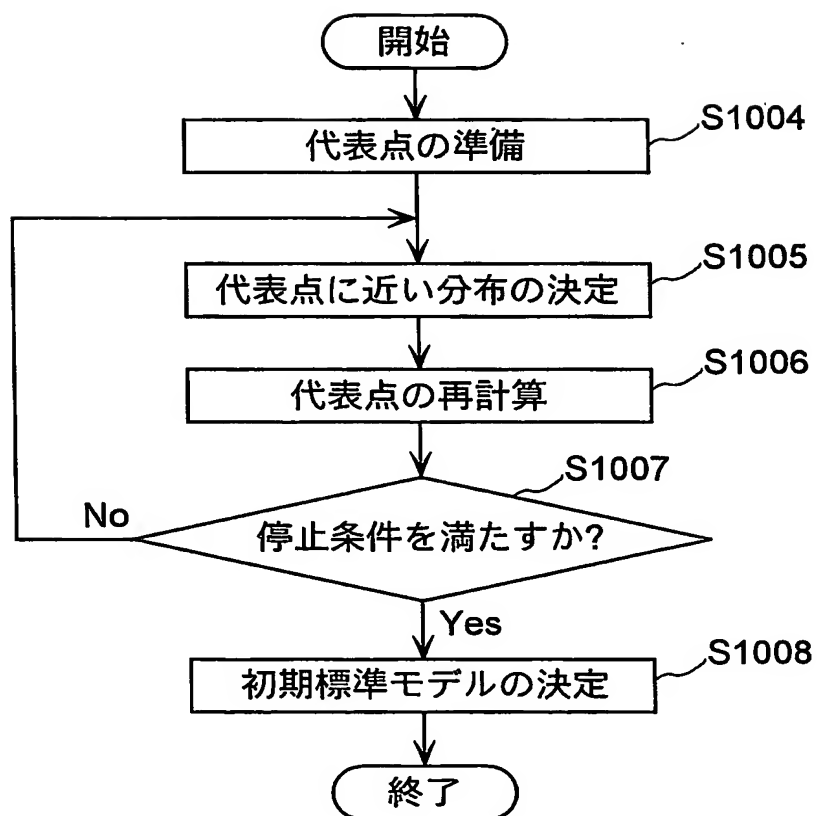 開始
S1004
代表点の準備
S1005
代表点に近い分布の決定
S1006
代表点の再計算
S1007
No
停止条件を満たすか?
Yes
S1008
初期標準モデルの決定
終了